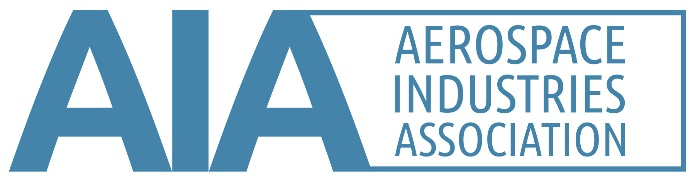 AIA
AEROSPACE
INDUSTRIES
ASSOCIATION